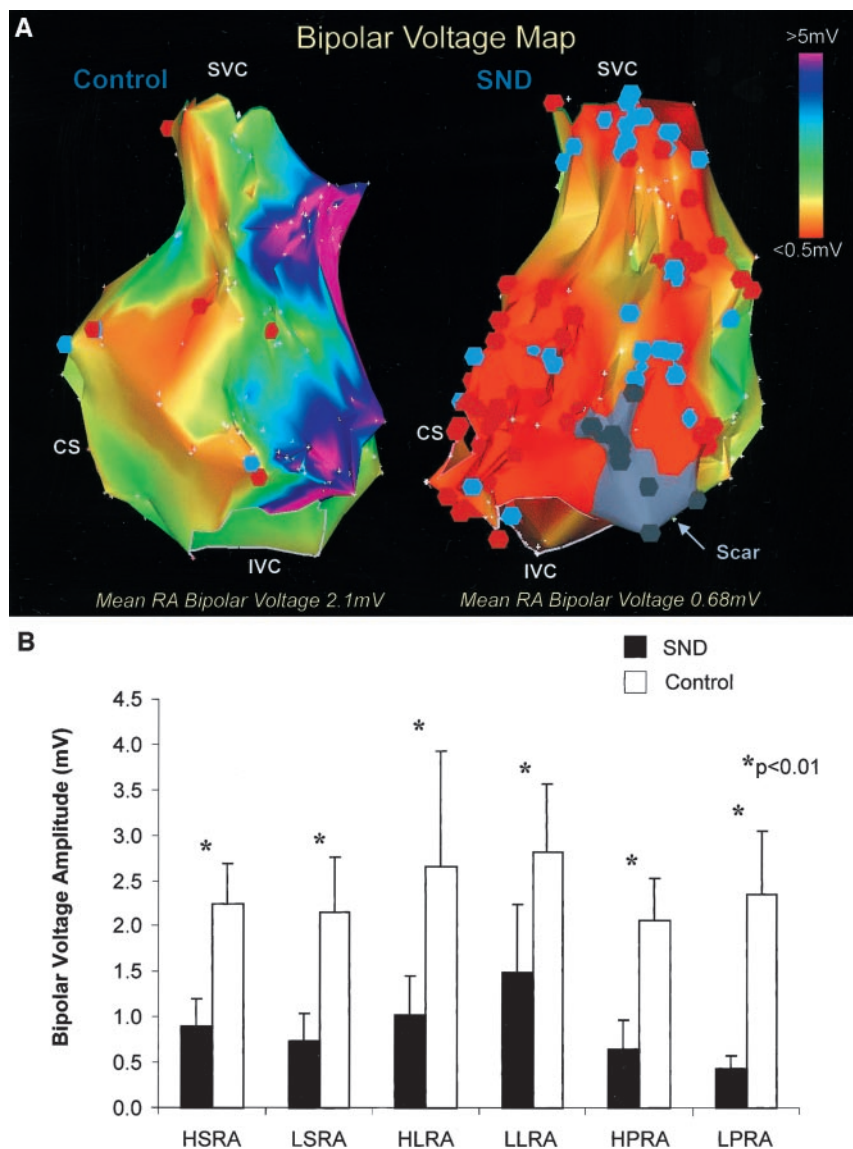 A
Bipolar Voltage Map
>5mV
Control
SVC
SND
SVC
<0.5mV
CS
CS
Scar
IVC
IVC
Mean RA Bipolar Voltage 2.1mV
Mean RA Bipolar Voltage 0.68mV
B
SND
Control
Bipolar Voltage Amplitude (mV)
4.5
4.0
3.5
3.0
2.5
2.0
1.5
1.0
0.5
0.0
*
*
*
*
*
*
*p<0.01
HSRA
LSRA
HLRA
LLRA
HPRA
LPRA